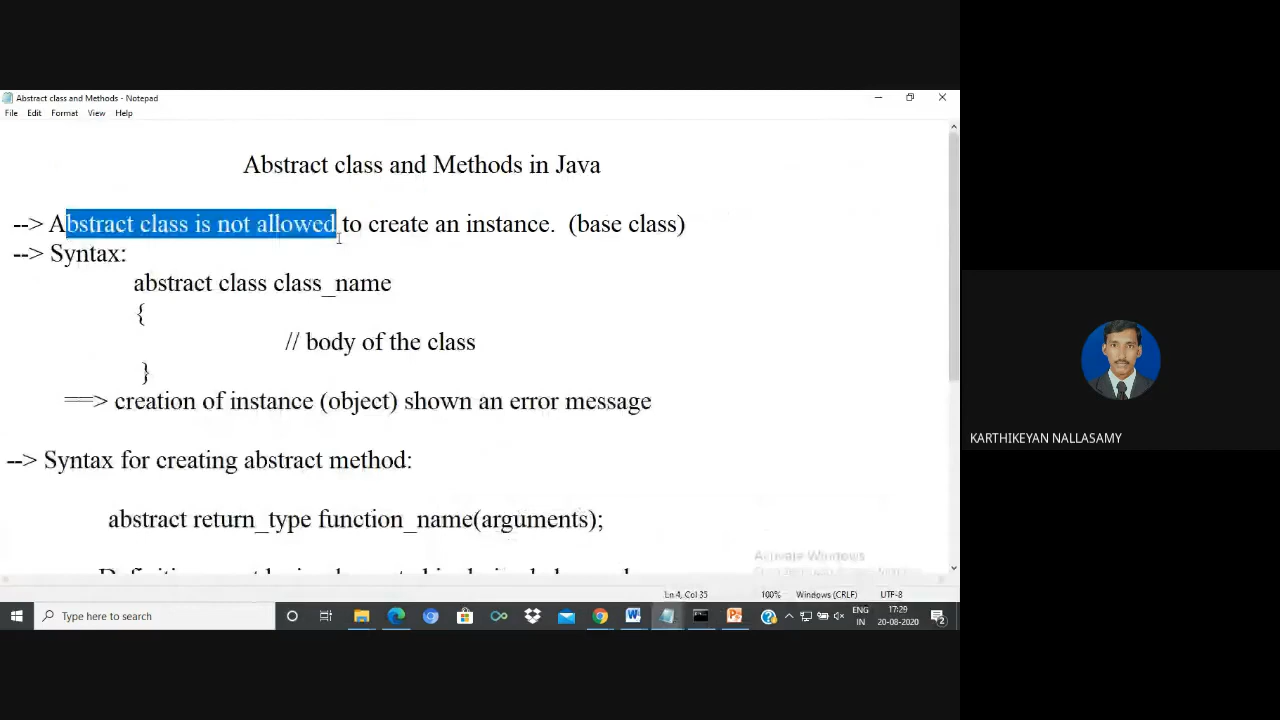 Abstract class and Methods - Notepad
File Edit Format View Help
Abstract class and Methods in Java
--> Abstract class is not allowed to create an instance. (base class)
--> Syntax:
abstract class class_name
{
// body of the class
}
==> creation of instance (object) shown an error message
--> Syntax for creating abstract method:
abstract return_type function_name(arguments);
Activate Windows
Ln 4, Col 35 100% Windows (CRLF) UTF-8
Type here to search
ENG
IN
17:29
20-08-2020
2
KARTHIKEYAN NALLASAMY